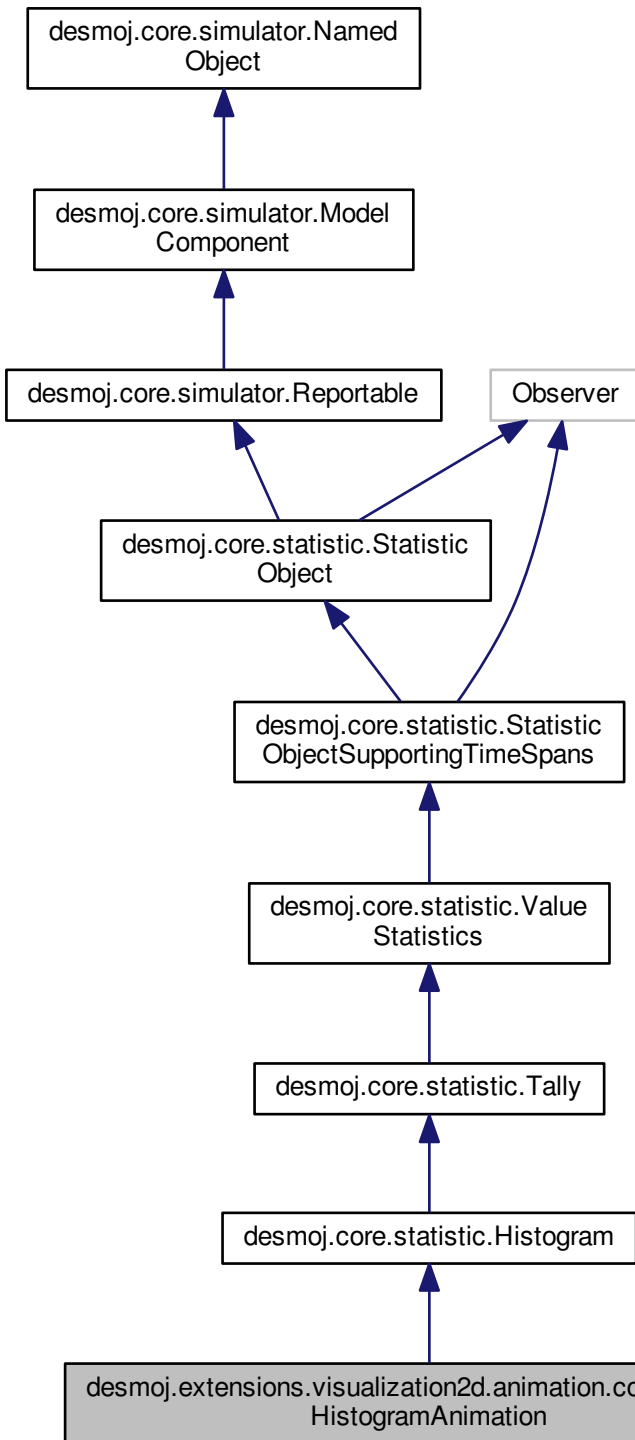 desmoj.core.simulator.Named
Object
desmoj.core.simulator.Model
Component
desmoj.core.simulator.Reportable
Observer
desmoj.core.statistic.Statistic
Object
desmoj.core.statistic.Statistic
ObjectSupportingTimeSpans
desmoj.core.statistic.Value
Statistics
desmoj.core.statistic.Tally
desmoj.core.statistic.Histogram
desmoj.extensions.visualization2d.animation.co
HistogramAnimation